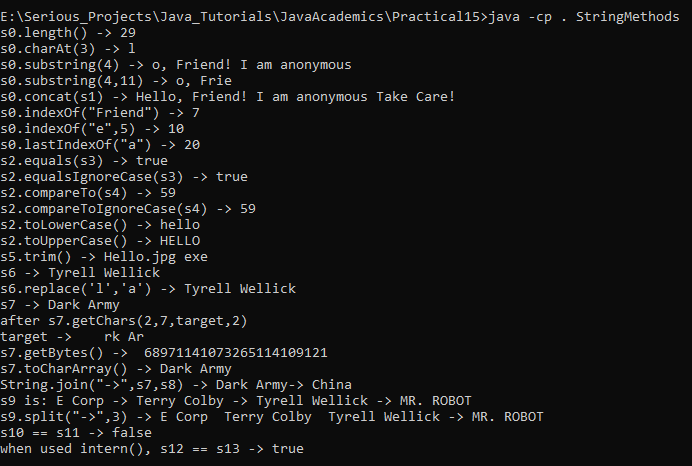 E:\Serious_Projects\Java_Tutorials\JavaAcademics\Practical15>java -cp . StringMethods
s0.length() -> 29
s0.charAt(3) -> l
s0.substring(4) -> o, Friend! I am anonymous
s0.substring(4,11) -> o, Frie
s0.concat(s1) -> Hello, Friend! I am anonymous Take Care!
s0.indexOf("Friend") -> 7
s0.indexOf("e",5) -> 10
s0.lastIndexOf("a") -> 20
s2.equals(s3) -> true
s2.equalsIgnoreCase(s3) -> true
s2.compareTo(s4) -> 59
s2.compareToIgnoreCase(s4) -> 59
s2.toLowerCase() -> hello
s2.toUpperCase() -> HELLO
s5.trim() -> Hello.jpg exe
s6 -> Tyrell Wellick
s6.replace('l','a') -> Tyrell Wellick
s7 -> Dark Army
after s7.getChars(2,7,target,2)
target ->    rk Ar
s7.getBytes() ->  6897114107326511410912​1
s7.toCharArray() -> Dark Army
String.join("->",s7,s8) -> Dark Army-> China
s9 is: E Corp -> Terry Colby -> Tyrell Wellick -> MR. ROBOT
s9.split("->",3) -> E Corp  Terry Colby  Tyrell Wellick -> MR. ROBOT
s10 == s11 -> false
when used intern(), s12 == s13 -> true